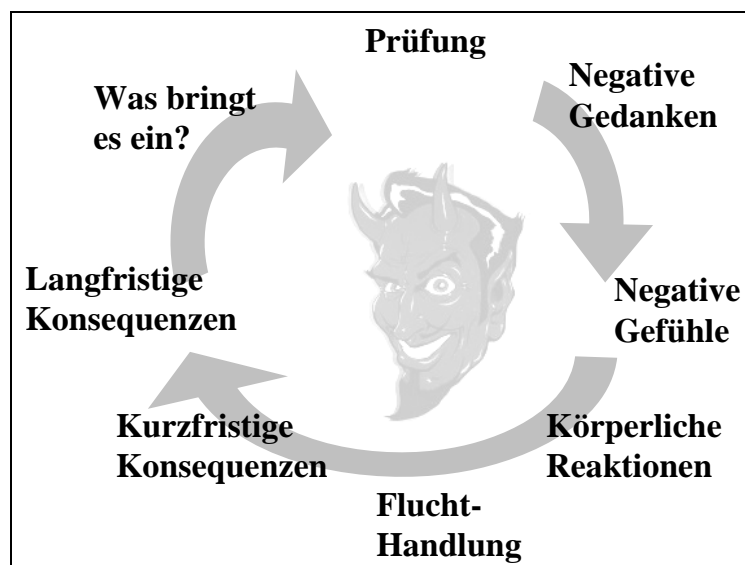 Prüfung
Negative
Gedanken
Negative
Gefühle
Körperliche
Reaktionen
Flucht-
Handlung
Kurzfristige
Konsequenzen
Langfristige
Konsequenzen
Was bringt
es ein?